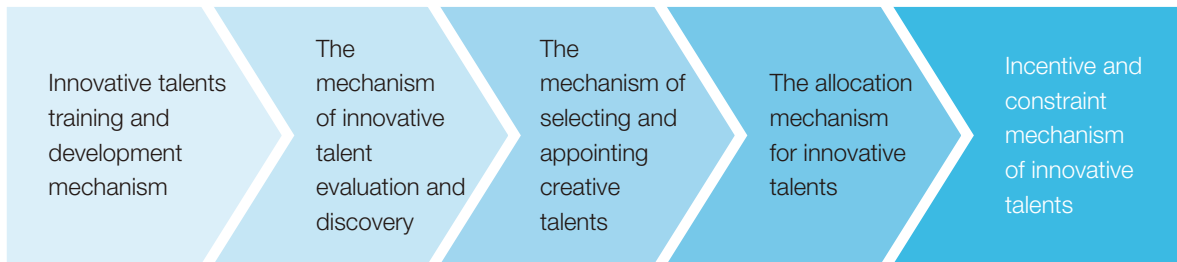 Innovative talents
training and
development
mechanism
The
mechanism
of innovative
talent
evaluation and
discovery
The
mechanism of
selecting and
appointing
creative
talents
The allocation
mechanism
for innovative
talents
Incentive and
constraint
mechanism
of innovative
talents